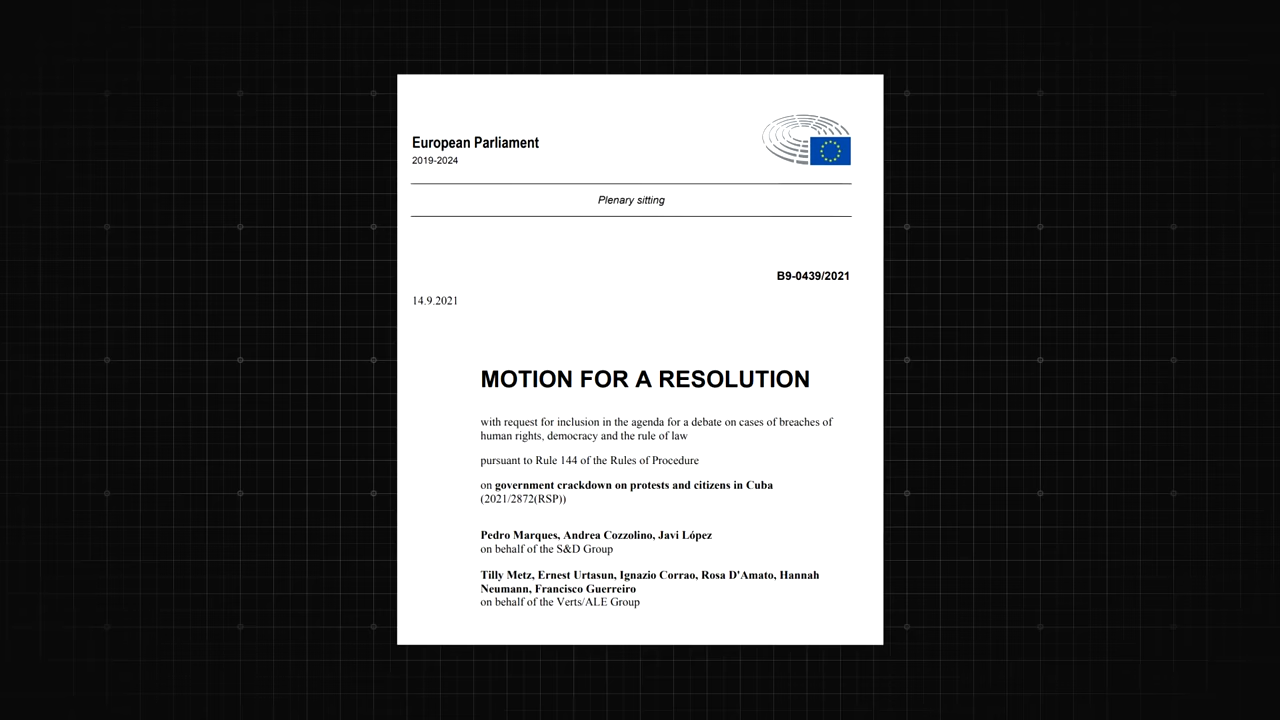 European Parliament
2019-2024
Plenary sitting
B9-0439/2021
14.9.2021
MOTION FOR A RESOLUTION
with request for inclusion in the agenda for a debate on cases of breaches of
human rights, democracy and the rule of law
pursuant to Rule 144 of the Rules of Procedure
on government crackdown on protests and citizens in Cuba
(2021/2872(RSP))
Pedro Marques, Andrea Cozzolino, Javi López
on behalf of the S&D Group
Tilly Metz, Ernest Urtasun, Ignazio Corrao, Rosa D’Amato, Hannah
Neumann, Francisco Guerreiro
on behalf of the Verts/ALE Group